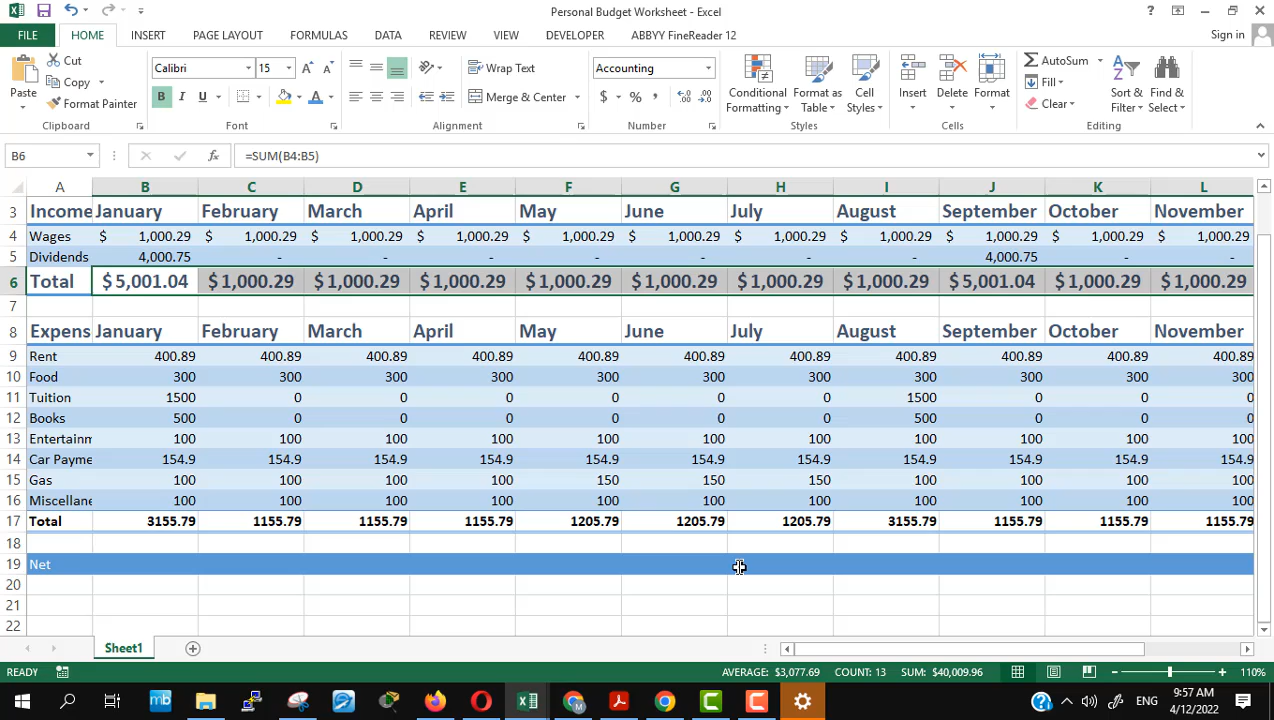 Personal Budget Worksheet - Excel
Sign in
FILE HOME INSERT PAGE LAYOUT FORMULAS DATA REVIEW VIEW DEVELOPER ABBYY FineReader 12
Paste Cut Copy Format Painter
Calibri 15
B I U
Wrap Text
Merge & Center
Accounting
$ % ,
Conditional Formatting Format as Table Cell Styles
Insert Delete Format
AutoSum Fill Clear
Sort & Filter Find & Select
Clipboard Font Alignment Number Styles Cells Editing
B6 fx =SUM(B4:B5)
A B C D E F G H I J K L
3 Income January February March April May June July August September October November
4 Wages $ 1,000.29 $ 1,000.29 $ 1,000.29 $ 1,000.29 $ 1,000.29 $ 1,000.29 $ 1,000.29 $ 1,000.29 $ 1,000.29 $ 1,000.29 $ 1,000.29
5 Dividends 4,000.75 - - - - - - - 4,000.75 - -
6 Total $ 5,001.04 $ 1,000.29 $ 1,000.29 $ 1,000.29 $ 1,000.29 $ 1,000.29 $ 1,000.29 $ 1,000.29 $ 5,001.04 $ 1,000.29 $ 1,000.29
7
8 Expens January February March April May June July August September October November
9 Rent 400.89 400.89 400.89 400.89 400.89 400.89 400.89 400.89 400.89 400.89 400.89
10 Food 300 300 300 300 300 300 300 300 300 300 300
11 Tuition 1500 0 0 0 0 0 0 1500 0 0 0
12 Books 500 0 0 0 0 0 0 500 0 0 0
13 Entertainm 100 100 100 100 100 100 100 100 100 100 100
14 Car Payme 154.9 154.9 154.9 154.9 154.9 154.9 154.9 154.9 154.9 154.9 154.9
15 Gas 100 100 100 100 150 150 150 100 100 100 100
16 Miscellane 100 100 100 100 100 100 100 100 100 100 100
17 Total 3155.79 1155.79 1155.79 1155.79 1205.79 1205.79 1205.79 3155.79 1155.79 1155.79 1155.79
18
19 Net
20
21
22
Sheet1
READY AVERAGE: $3,077.69 COUNT: 13 SUM: $40,009.96 110%
ENG 9:57 AM
4/12/2022